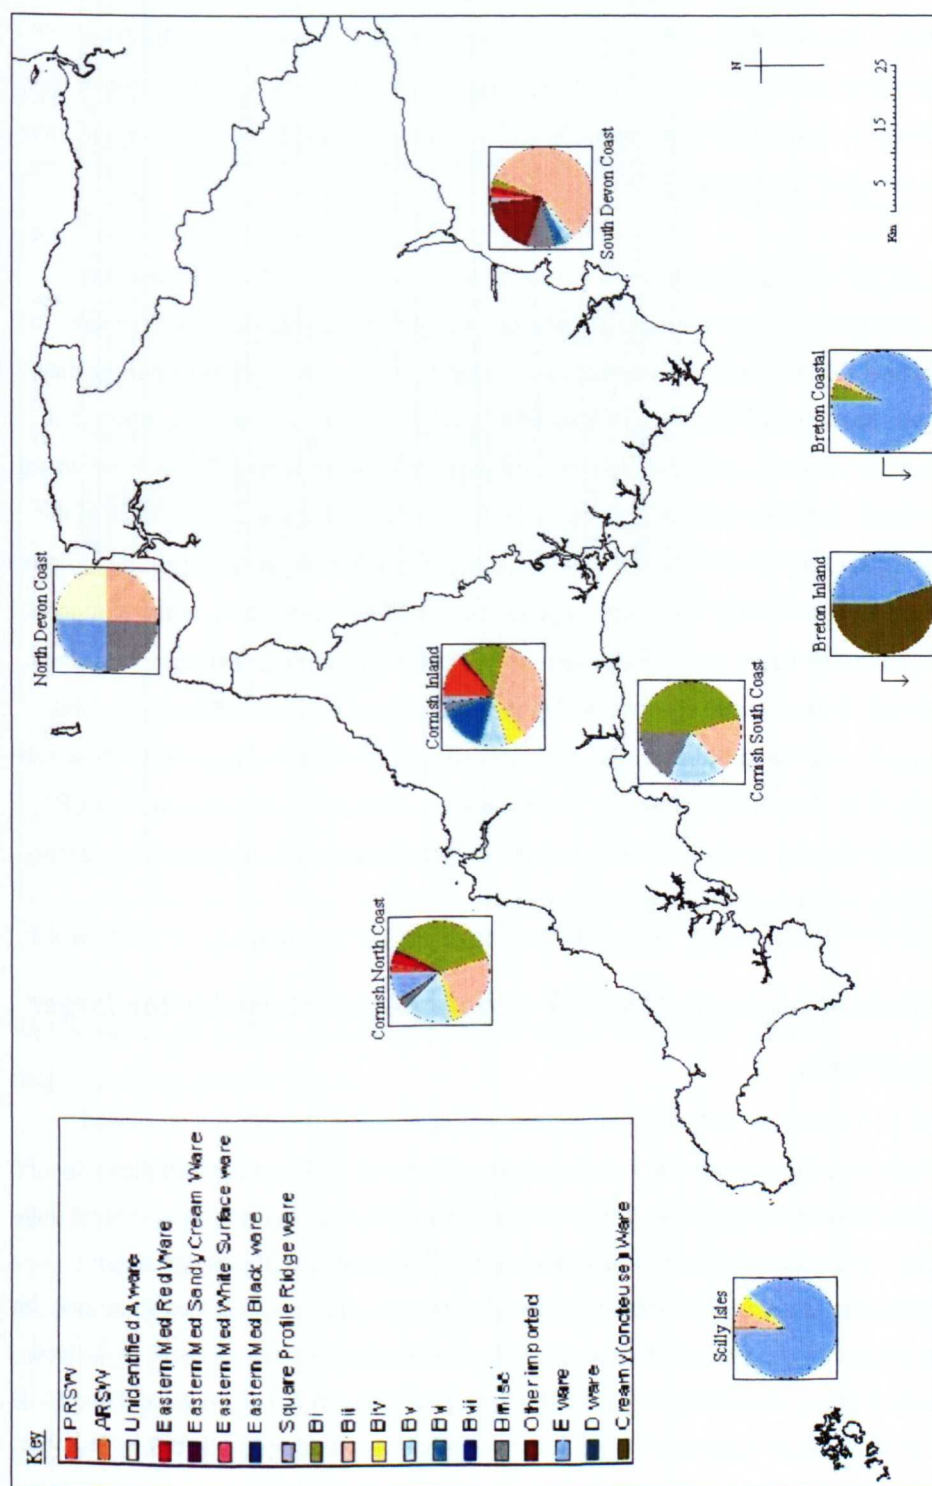 Key
PRSW
ARSW
Unidentified A ware
Eastern Med Red Ware
Eastern Med Sandy Cream Ware
Eastern Med White Surface ware
Eastern Med Black ware
Square Profile Ridge ware
Bi
Bii
BIV
Bv
Bvi
Bvii
Bmisc
Other imported
E ware
D ware
Creamy (oncteuse) Ware
Scilly Isles
Cornish North Coast
Cornish Inland
Cornish South Coast
North Devon Coast
South Devon Coast
Breton Inland
Breton Coastal
N
Km 5 15 25